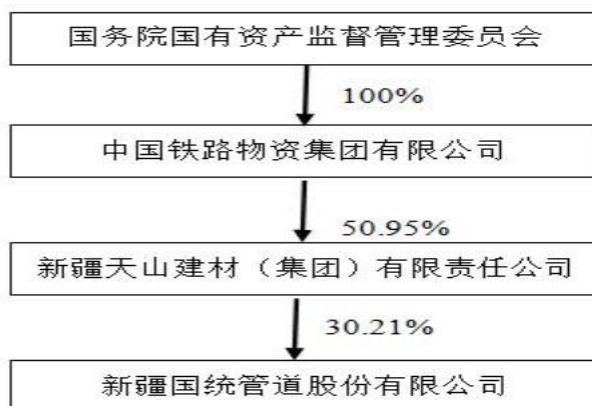 国务院国有资产监督管理委员会
100%
中国铁路物资集团有限公司
50.95%
新疆天山建材（集团）有限责任公司
30.21%
新疆国统管道股份有限公司